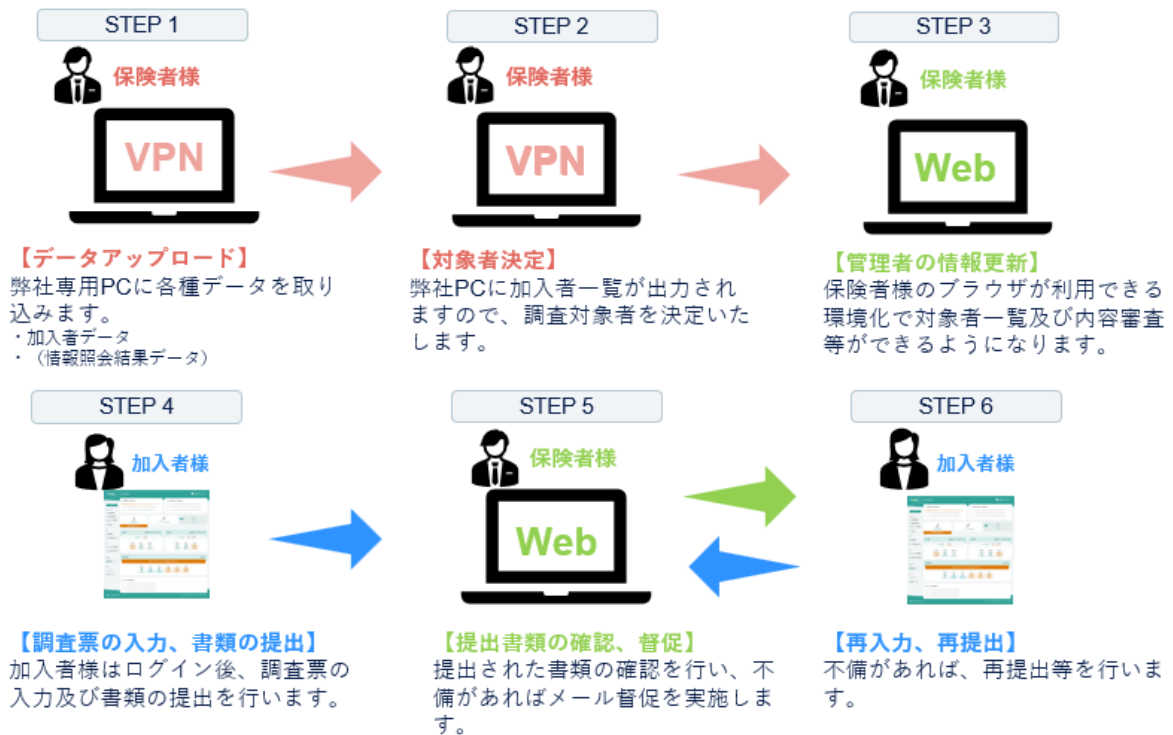 STEP 1
保険者様
VPN
【データアップロード】
弊社専用PCに各種データを取り
込みます。
・加入者データ
・（情報照会結果データ）
STEP 2
保険者様
VPN
【対象者決定】
弊社PCに加入者一覧が出力され
ますので、調査対象者を決定いた
します。
STEP 3
保険者様
Web
【管理者の情報更新】
保険者様のブラウザが利用できる
環境化で対象者一覧及び内容審査
等ができるようになります。
STEP 4
加入者様
【調査票の入力、書類の提出】
加入者様はログイン後、調査票の
入力及び書類の提出を行います。
STEP 5
保険者様
Web
【提出書類の確認、督促】
提出された書類の確認を行い、不
備があればメール督促を実施しま
す。
STEP 6
加入者様
【再入力、再提出】
不備があれば、再提出等を行いま
す。